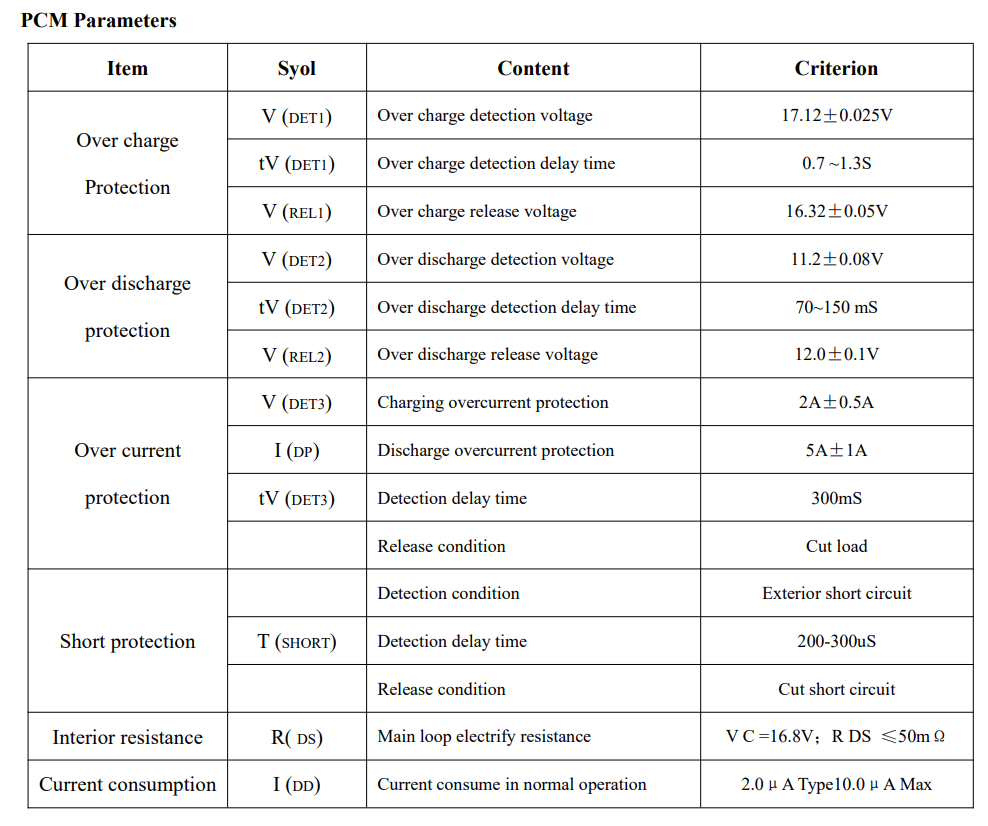 PCM Parameters
Item Syol Content Criterion
Over charge
Protection
V (DET1) Over charge detection voltage 17.12±0.025V
tV (DET1) Over charge detection delay time 0.7 ~1.3S
V (REL1) Over charge release voltage 16.32±0.05V
Over discharge
protection
V (DET2) Over discharge detection voltage 11.2±0.08V
tV (DET2) Over discharge detection delay time 70~150 mS
V (REL2) Over discharge release voltage 12.0±0.1V
Over current
protection
V (DET3) Charging overcurrent protection 2A±0.5A
I (DP) Discharge overcurrent protection 5A±1A
tV (DET3) Detection delay time 300mS
Release condition Cut load
Short protection
Detection condition Exterior short circuit
T (SHORT) Detection delay time 200-300uS
Release condition Cut short circuit
Interior resistance R( DS) Main loop electrify resistance V C =16.8V；R DS ≤50m Ω
Current consumption I (DD) Current consume in normal operation 2.0 μ A Type10.0 μ A Max